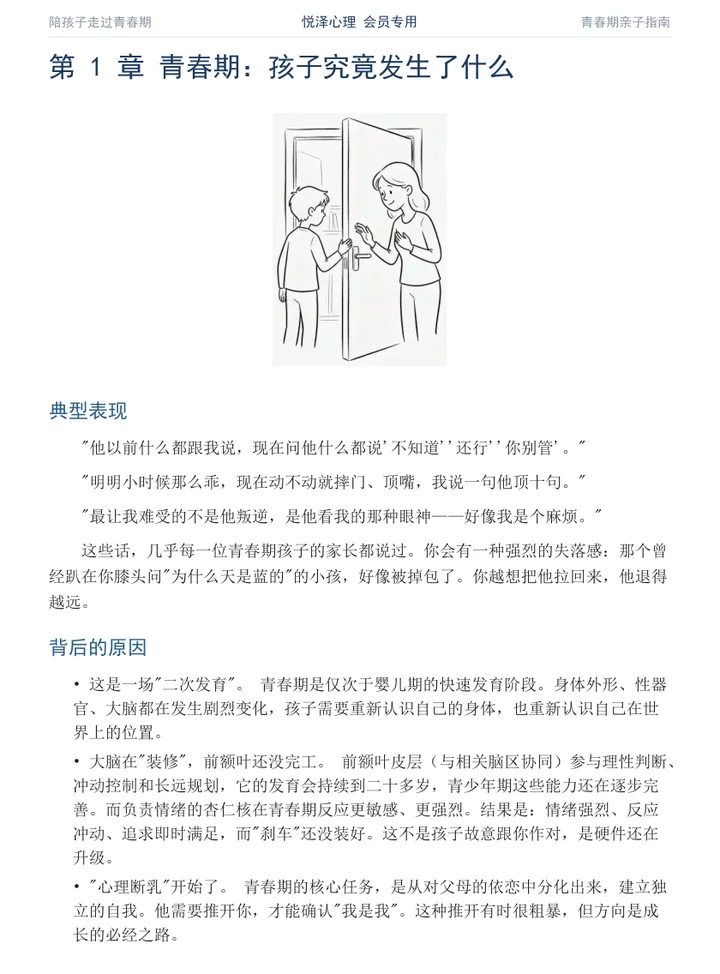 陪孩子走过青春期
悦泽心理 会员专用
青春期亲子指南
第 1 章 青春期：孩子究竟发生了什么
典型表现
"他以前什么都跟我说，现在问他什么都说'不知道''还行''你别管'。"
"明明小时候那么乖，现在动不动就摔门、顶嘴，我说一句他顶十句。"
"最让我难受的不是他叛逆，是他看我的那种眼神——好像我是个麻烦。"
这些话，几乎每一位青春期孩子的家长都说过。你会有一种强烈的失落感：那个曾
经趴在你膝头问"为什么天是蓝的"的小孩，好像被掉包了。你越想把他拉回来，他退得
越远。
背后的原因
• 这是一场"二次发育"。 青春期是仅次于婴儿期的快速发育阶段。身体外形、性器
官、大脑都在发生剧烈变化，孩子需要重新认识自己的身体，也重新认识自己在世
界上的位置。
• 大脑在"装修"，前额叶还没完工。 前额叶皮层（与相关脑区协同）参与理性判断、
冲动控制和长远规划，它的发育会持续到二十多岁，青少年期这些能力还在逐步完
善。而负责情绪的杏仁核在青春期反应更敏感、更强烈。结果是：情绪强烈、反应
冲动、追求即时满足，而"刹车"还没装好。这不是孩子故意跟你作对，是硬件还在
升级。
• "心理断乳"开始了。 青春期的核心任务，是从对父母的依恋中分化出来，建立独
立的自我。他需要推开你，才能确认"我是我"。这种推开有时很粗暴，但方向是成
长的必经之路。